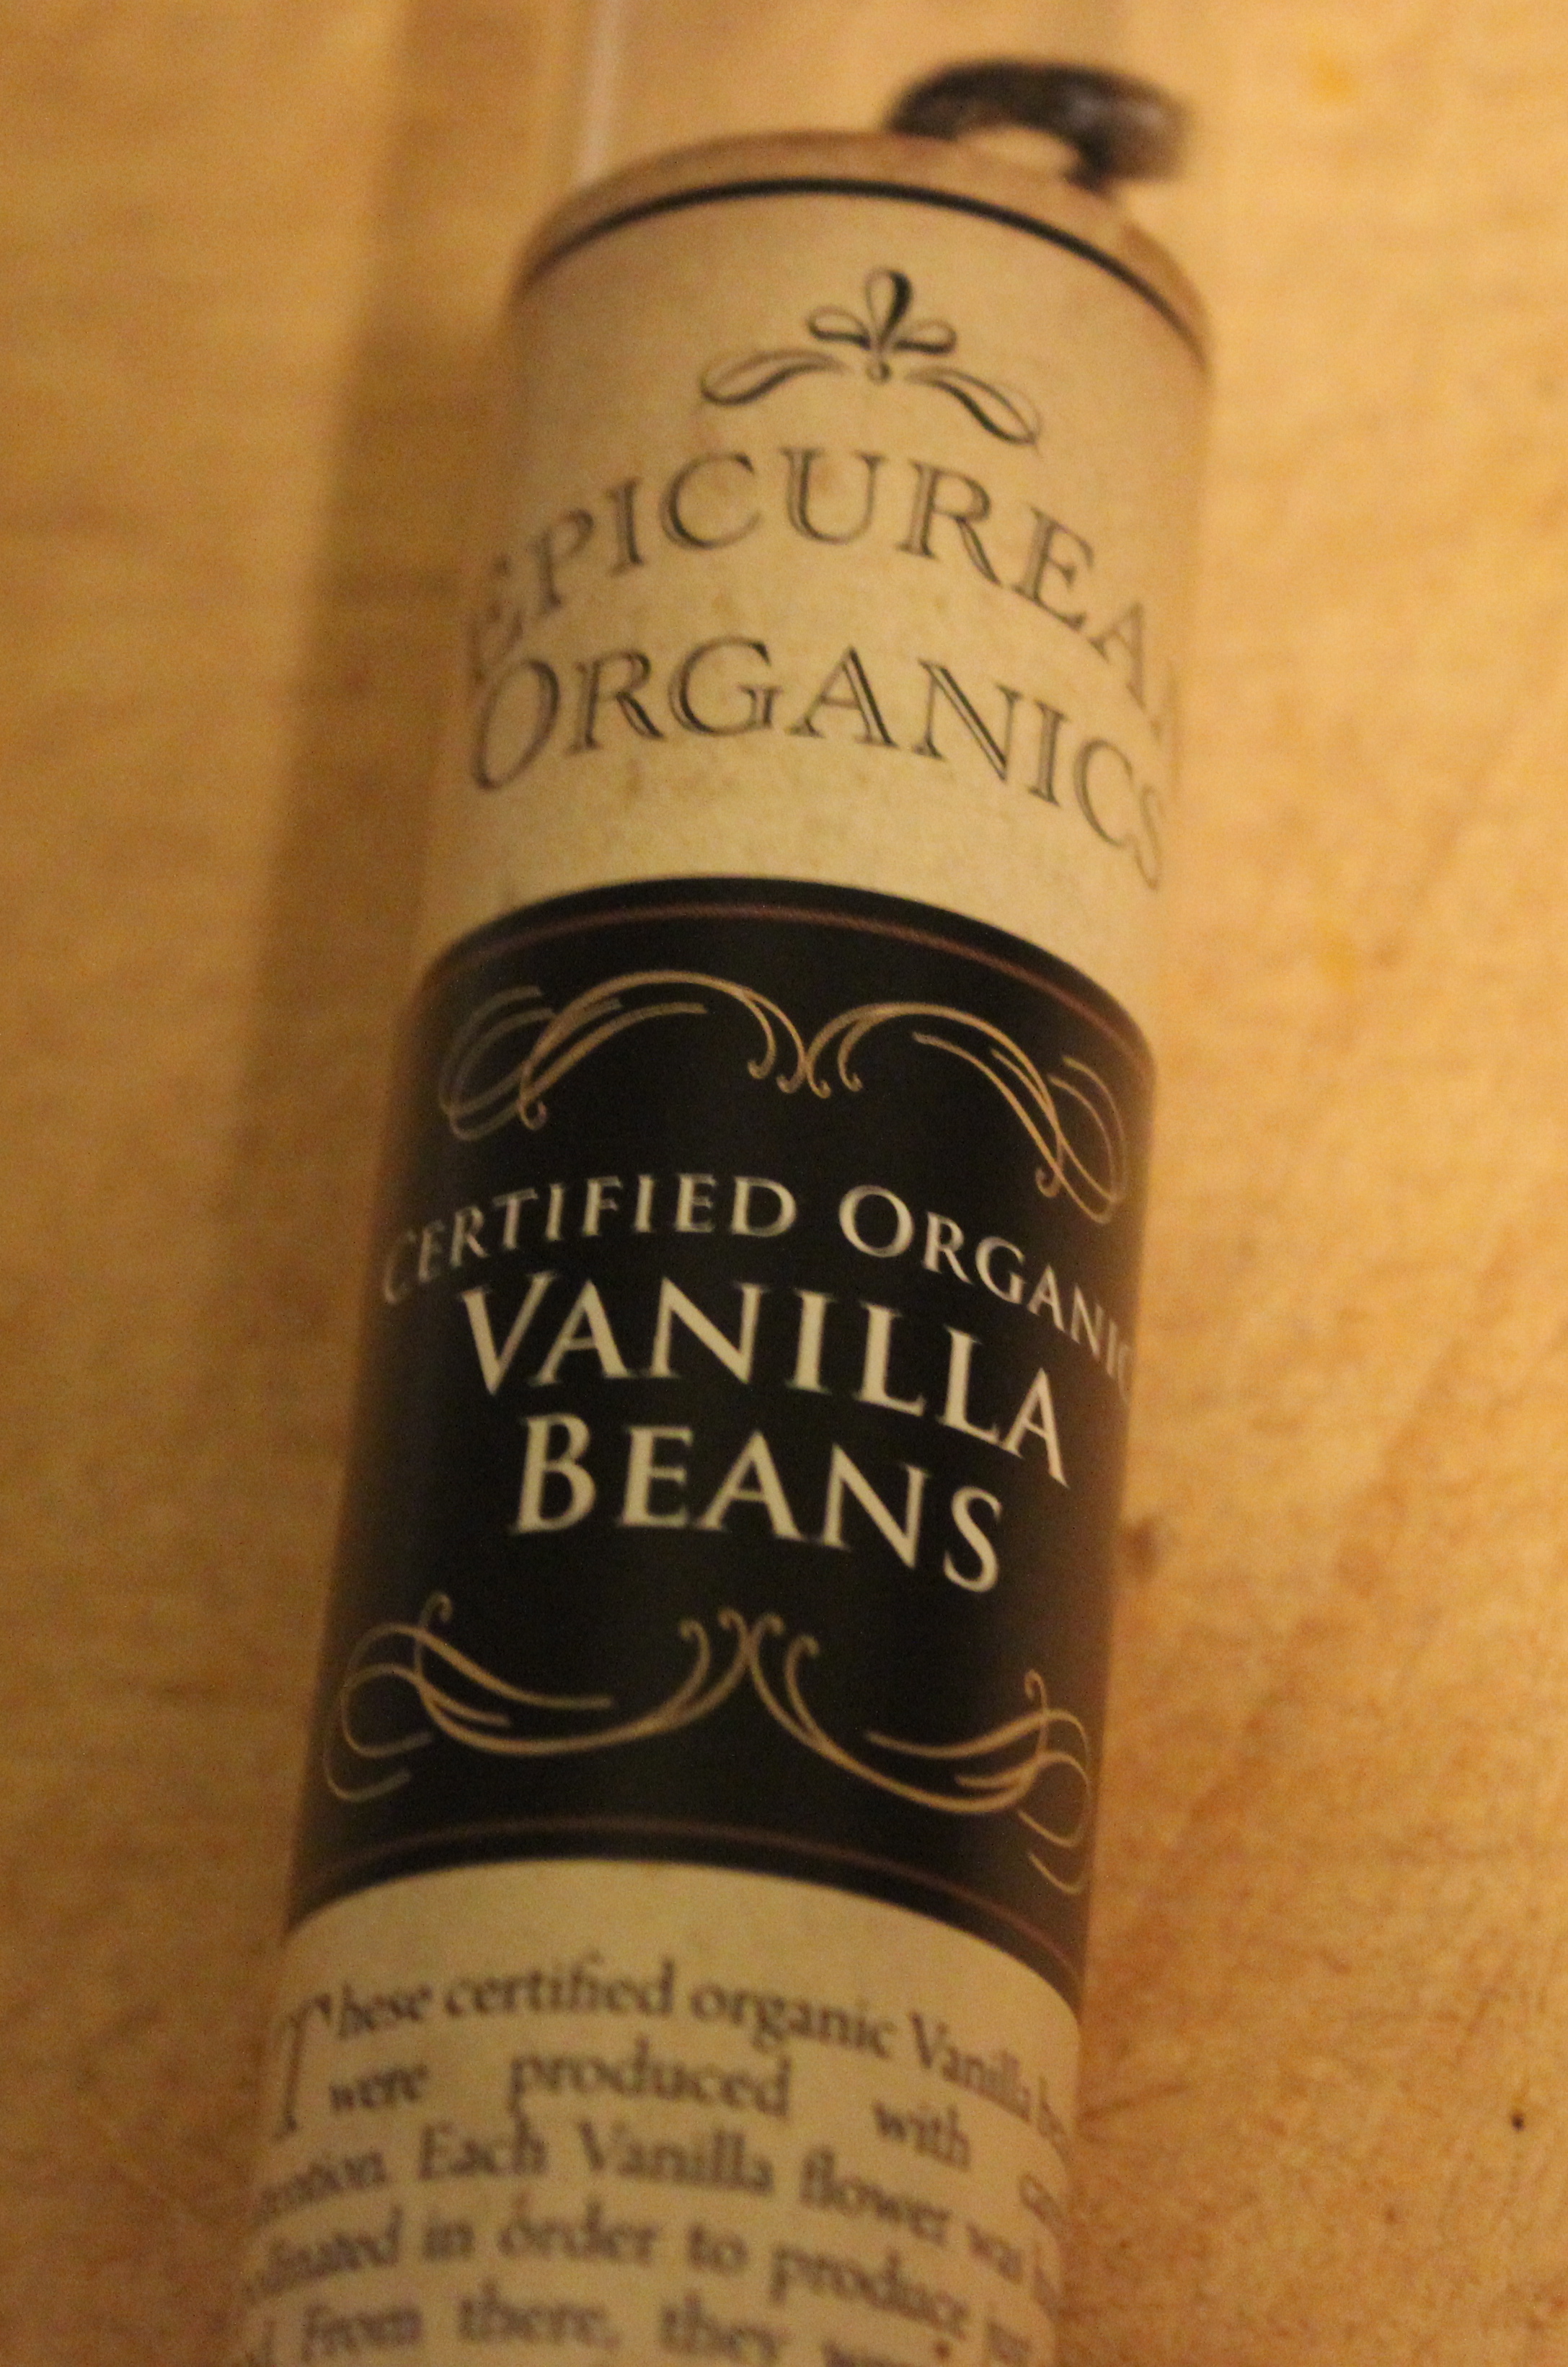 EPICUREA
ORGANICS
CERTIFIED ORGANIC
VANILLA
BEANS
These certified organic Vanilla
were produced with
Each Vanilla flower was
in order to produce
From there, they